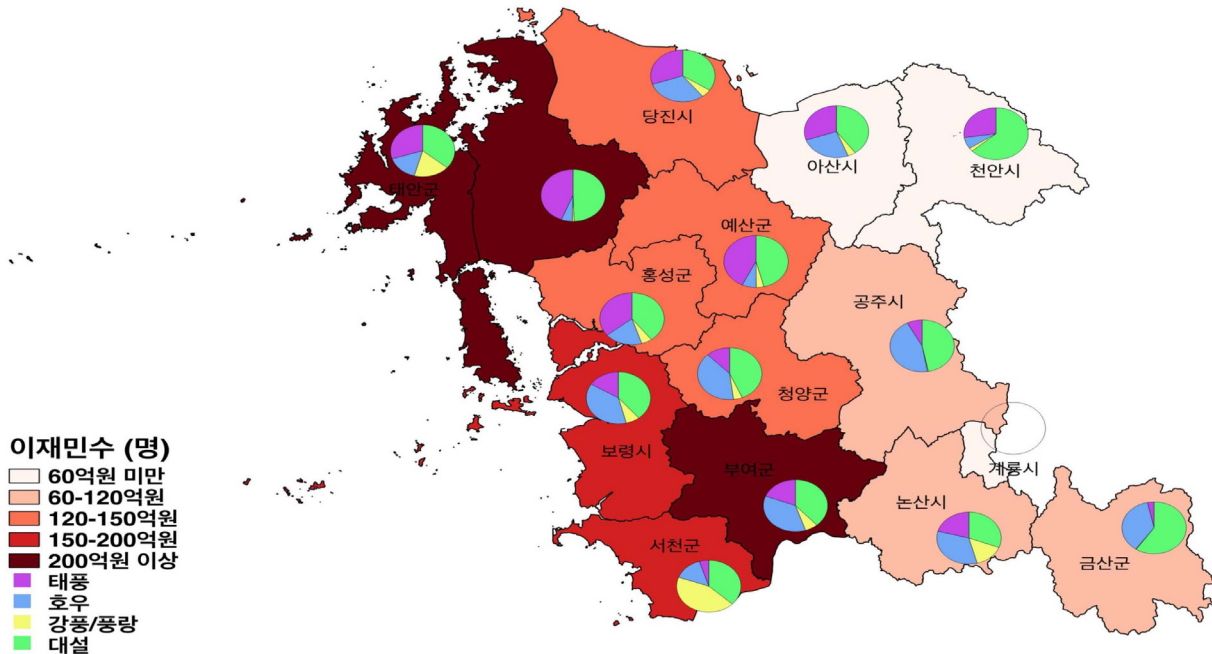 당진시
아산시
천안시
태안군
예산군
홍성군
공주시
청양군
보령시
부여군
계룡시
논산시
서천군
금산군
이재민수 (명)
60억원 미만
60-120억원
120-150억원
150-200억원
200억원 이상
태풍
호우
강풍/풍랑
대설